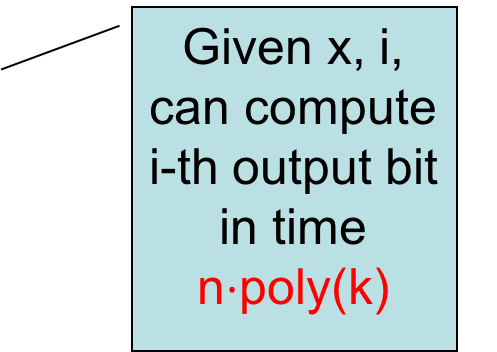 Given x, i,
can compute
i-th output bit
in time
n·poly(k)